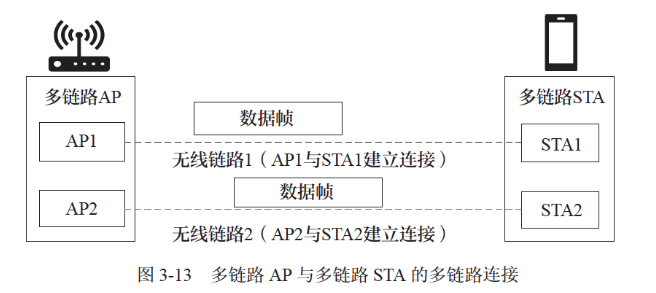 多链路AP
多链路STA
数据帧
AP1
STA1
无线链路1（AP1与STA1建立连接）
数据帧
AP2
STA2
无线链路2（AP2与STA2建立连接）
图 3-13 多链路 AP 与多链路 STA 的多链路连接